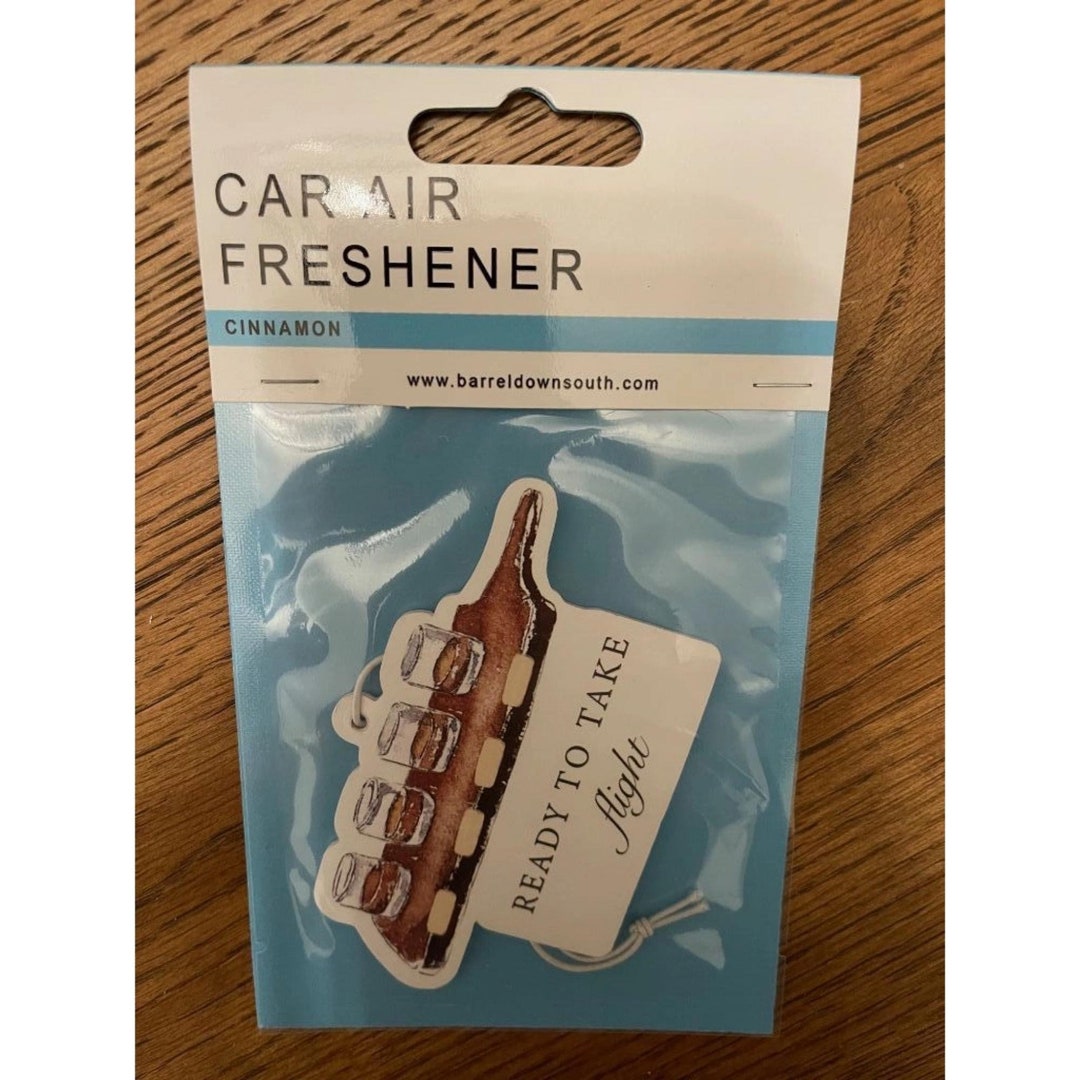 CAR AIR
FRESHENER
CINNAMON
www.barreldownsouth.com
READY TO TAKE
flight